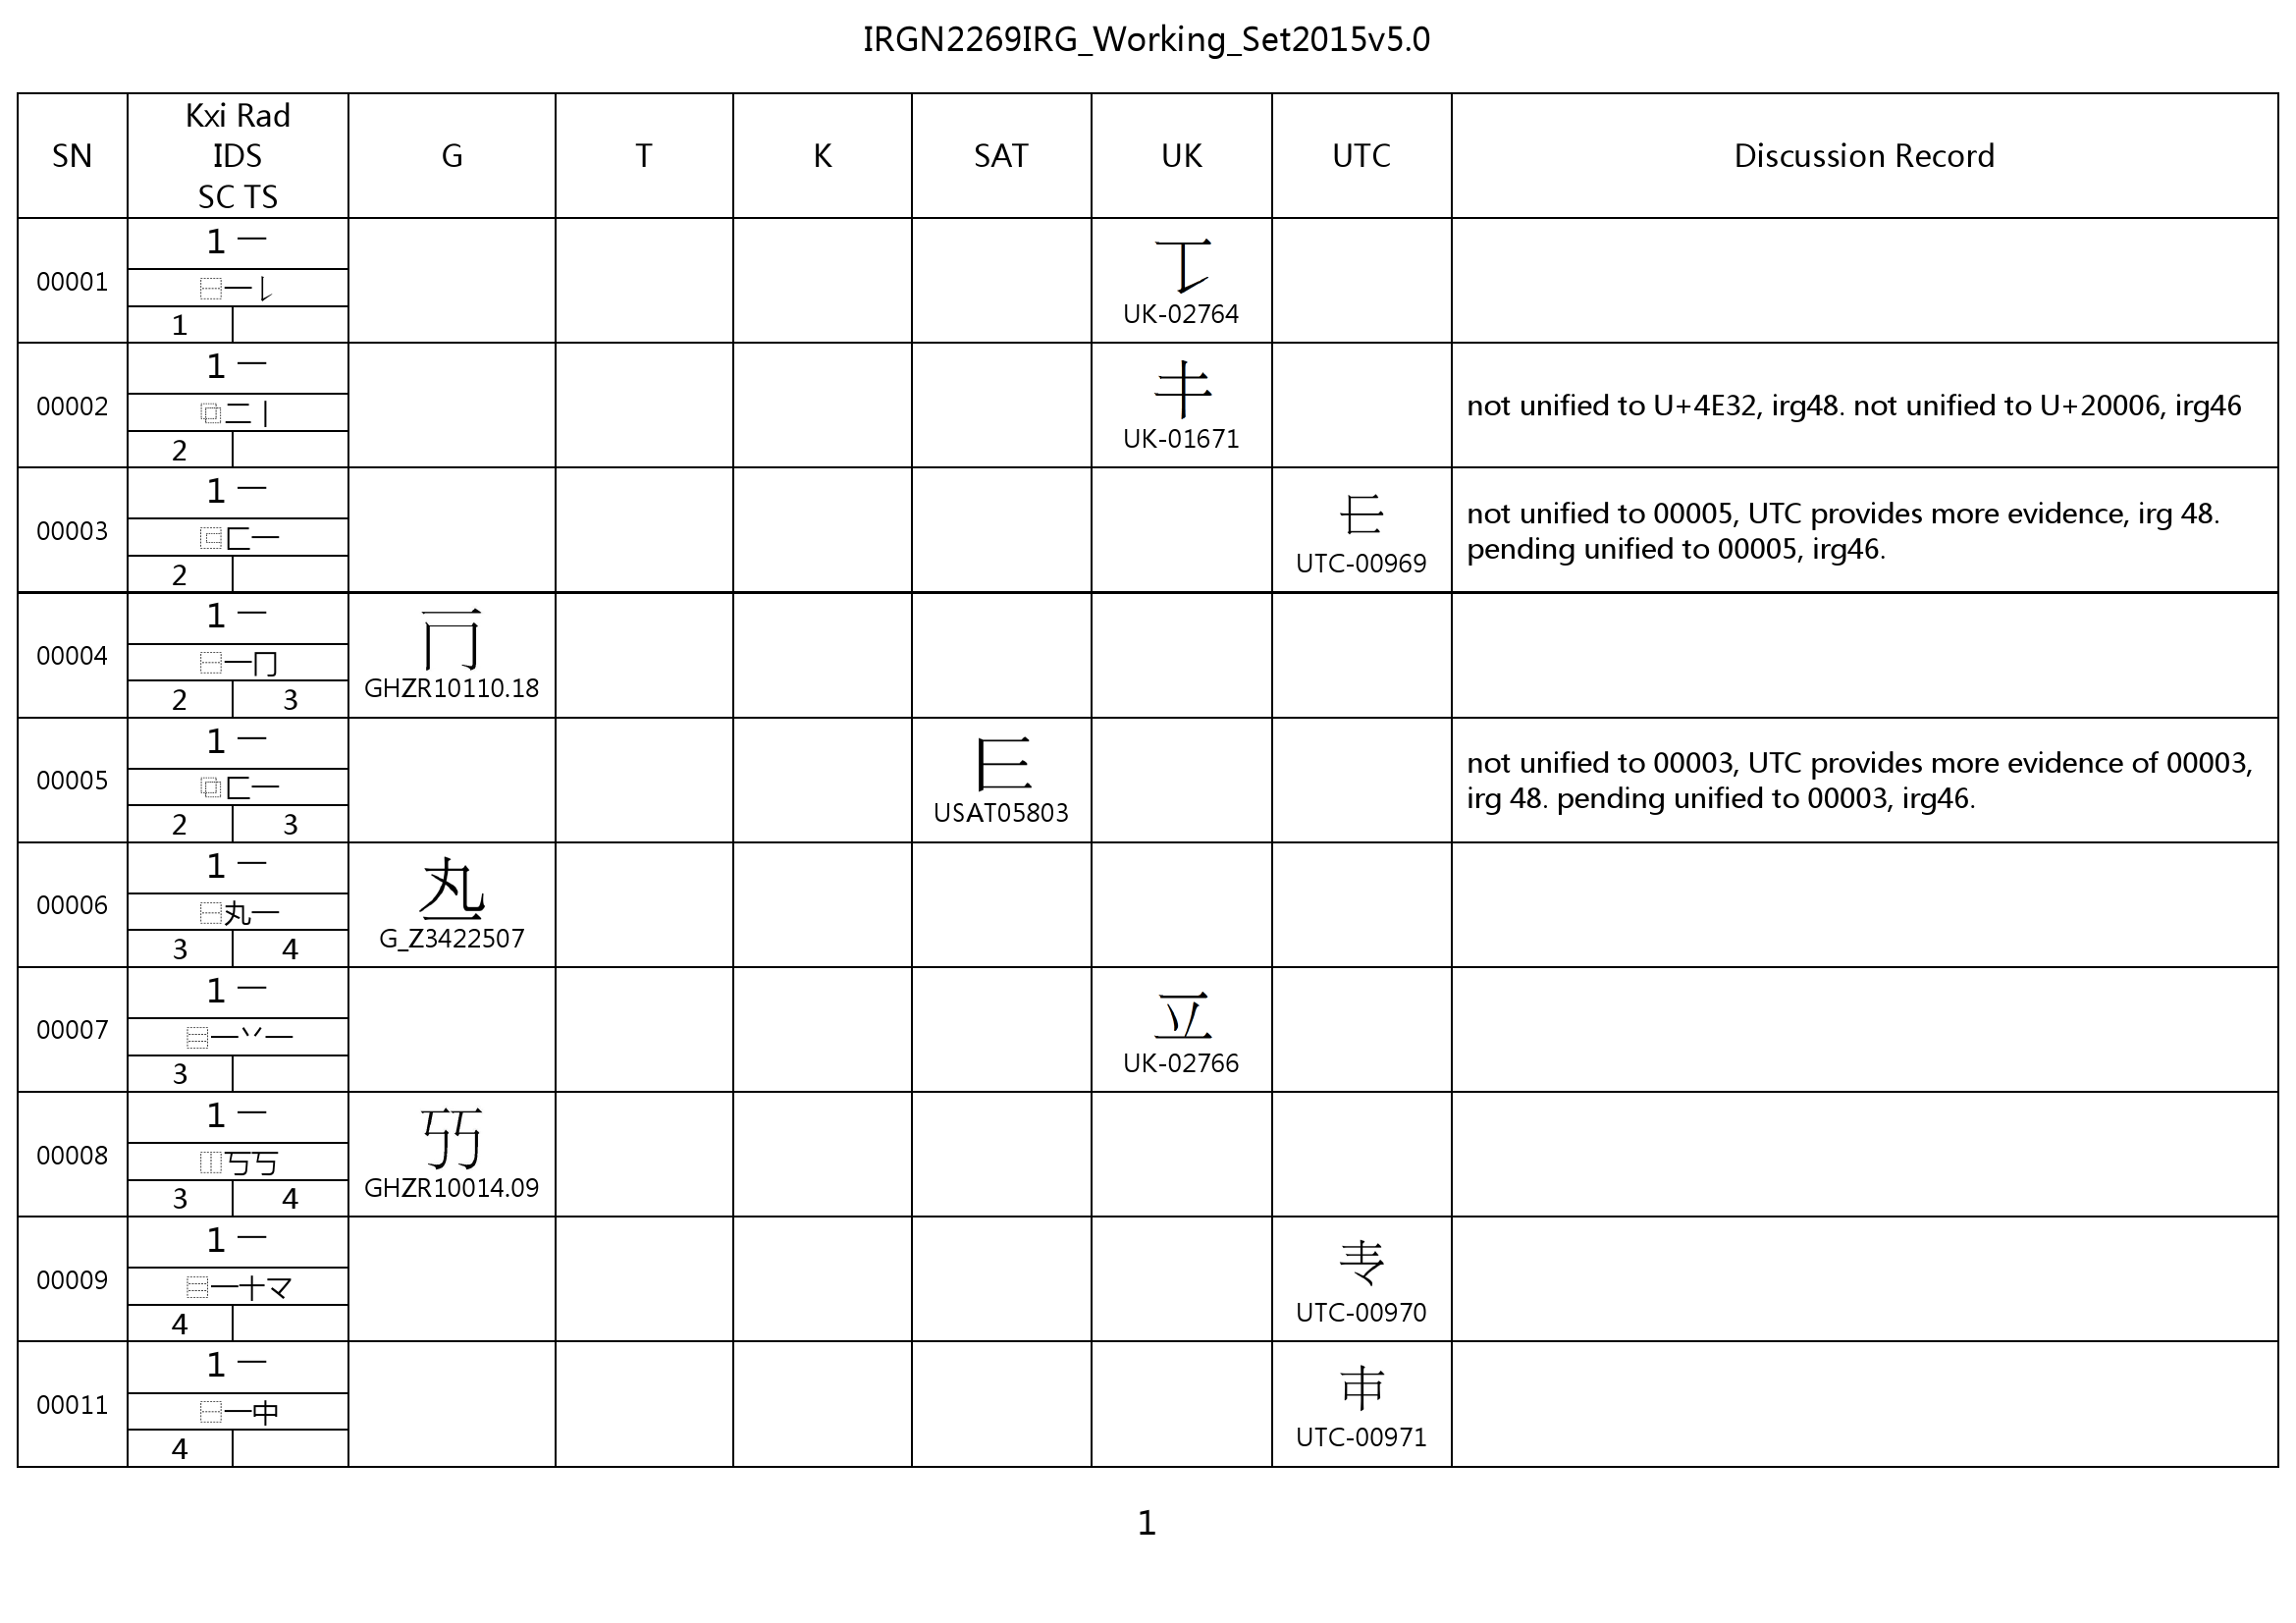 IRGN2269IRG_Working_Set2015v5.0
SN
Kxi Rad
IDS
SC TS
G
T
K
SAT
UK
UTC
Discussion Record
00001
1 一
⿱一𠄌
1
UK-02764
00002
1 一
⿻二丨
2
UK-01671
not unified to U+4E32, irg48. not unified to U+20006, irg46
00003
1 一
⿴匚一
2
UTC-00969
not unified to 00005, UTC provides more evidence, irg 48.
pending unified to 00005, irg46.
00004
1 一
⿱一冂
2 3
GHZR10110.18
00005
1 一
⿻匚一
2 3
USAT05803
not unified to 00003, UTC provides more evidence of 00003,
irg 48. pending unified to 00003, irg46.
00006
1 一
⿱丸一
3 4
G_Z3422507
00007
1 一
⿳一丷一
3
UK-02766
00008
1 一
⿰丂丂
3 4
GHZR10014.09
00009
1 一
⿳一十マ
4
UTC-00970
00011
1 一
⿱一中
4
UTC-00971
1